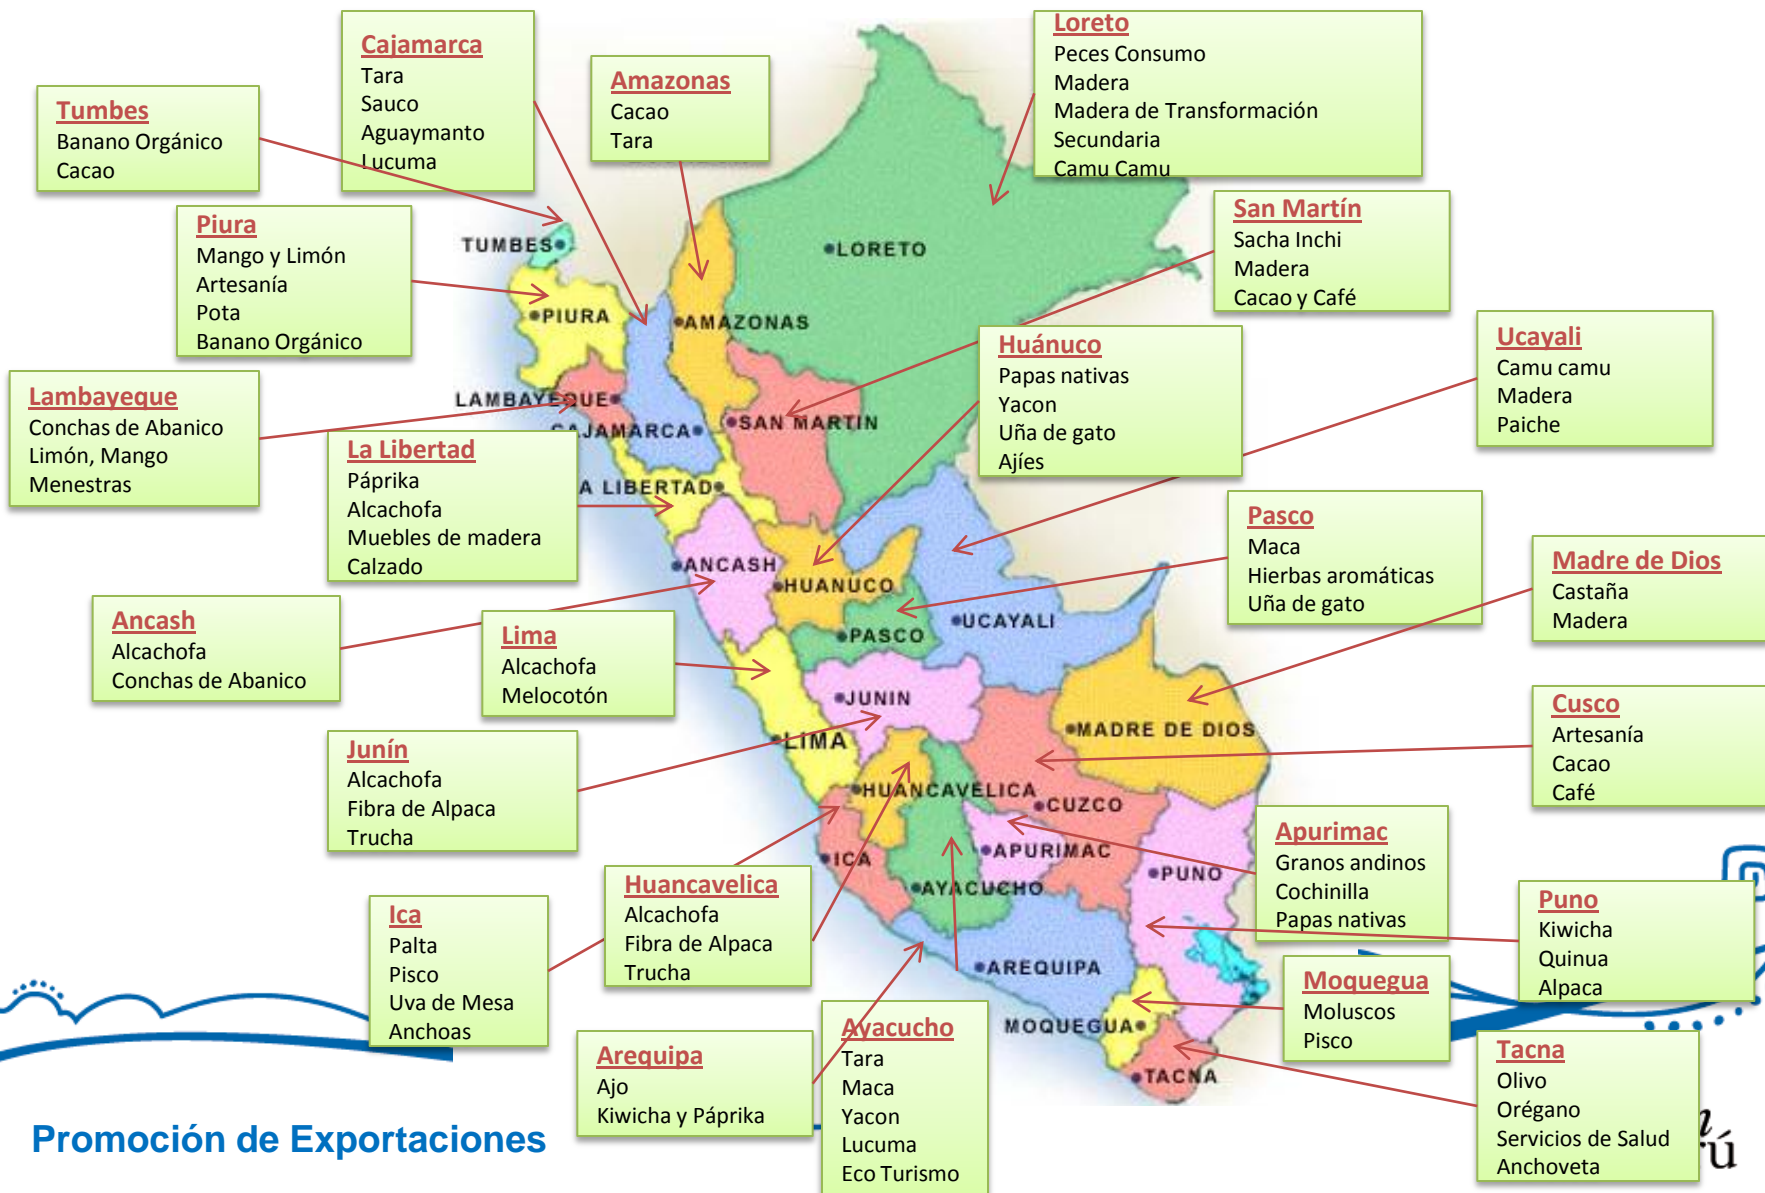 Cajamarca
Tara
Sauco
Aguaymanto
Lucuma
Amazonas
Cacao
Tara
Loreto
Peces Consumo
Madera
Madera de Transformación
Secundaria
Camu Camu
Tumbes
Banano Orgánico
Cacao
Piura
Mango y Limón
Artesanía
Pota
Banano Orgánico
San Martín
Sacha Inchi
Madera
Cacao y Café
Lambayeque
Conchas de Abanico
Limón, Mango
Menestras
La Libertad
Páprika
Alcachofa
Muebles de madera
Calzado
Huánuco
Papas nativas
Yacon
Uña de gato
Ajíes
Ucayali
Camu camu
Madera
Paiche
Pasco
Maca
Hierbas aromáticas
Uña de gato
Madre de Dios
Castaña
Madera
Ancash
Alcachofa
Conchas de Abanico
Lima
Alcachofa
Melocotón
Cusco
Artesanía
Cacao
Café
Junín
Alcachofa
Fibra de Alpaca
Trucha
Apurimac
Granos andinos
Cochinilla
Papas nativas
Huancavelica
Alcachofa
Fibra de Alpaca
Trucha
Ica
Palta
Pisco
Uva de Mesa
Anchoas
Puno
Kiwicha
Quinua
Alpaca
Moquegua
Moluscos
Pisco
Arequipa
Ajo
Kiwicha y Páprika
Ayacucho
Tara
Maca
Yacon
Lucuma
Eco Turismo
Tacna
Olivo
Orégano
Servicios de Salud
Anchoveta
TUMBES
LORETO
PIURA
AMAZONAS
LAMBAYEQUE
CAJAMARCA
SAN MARTIN
A LIBERTAD
ANCASH
HUANUCO
UCAYALI
PASCO
JUNIN
LIMA
MADRE DE DIOS
HUANCAVELICA
CUZCO
ICA
APURIMAC
PUNO
AYACUCHO
AREQUIPA
MOQUEGUA
TACNA
Promoción de Exportaciones
rú